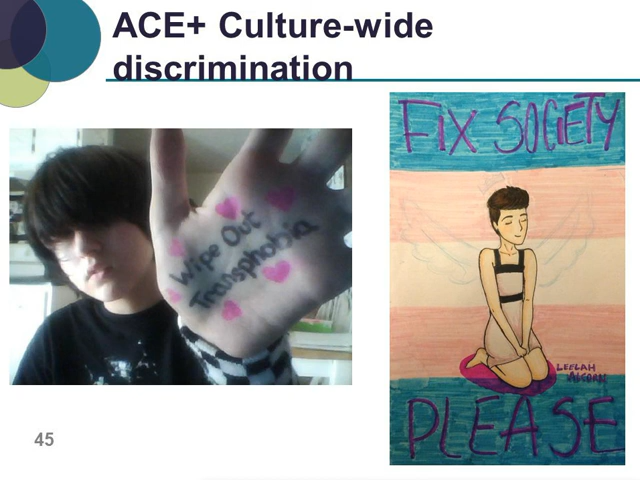 ACE+ Culture-wide
discrimination
Wipe Out
Transphobia
FIX SOCIETY
LEELAH
ALCORN
PLEASE
45